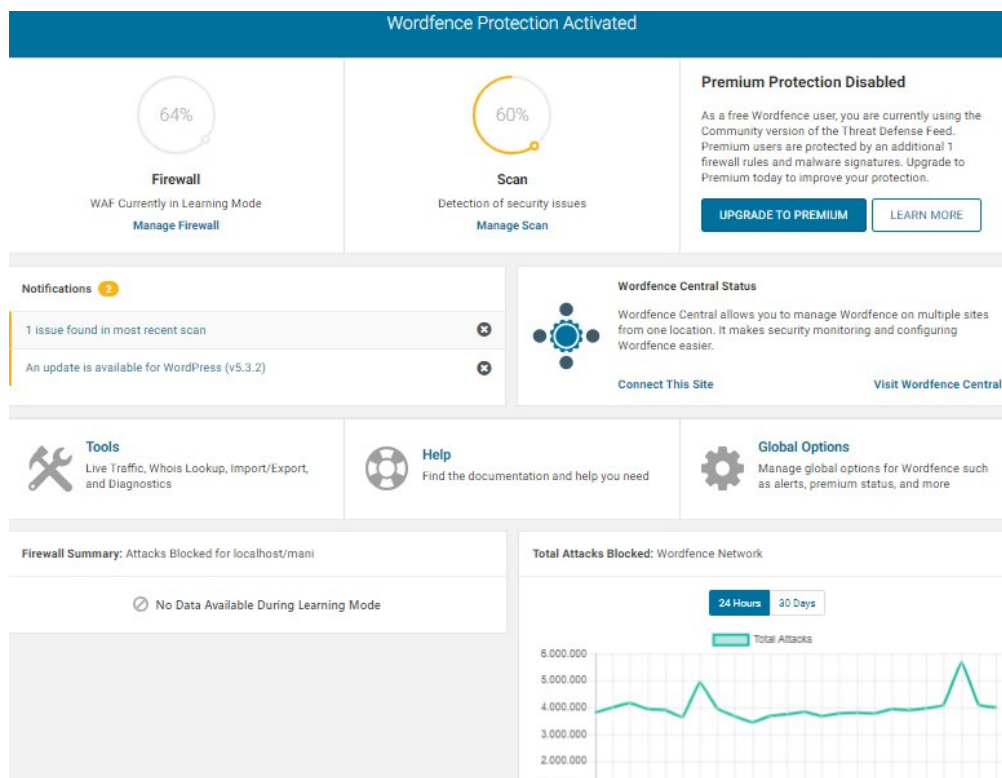 Wordfence Protection Activated
64%
Firewall
WAF Currently in Learning Mode
Manage Firewall
60%
Scan
Detection of security issues
Manage Scan
Premium Protection Disabled
As a free Wordfence user, you are currently using the
Community version of the Threat Defense Feed.
Premium users are protected by an additional 1
firewall rules and malware signatures. Upgrade to
Premium today to improve your protection.
UPGRADE TO PREMIUM
LEARN MORE
Notifications 2
1 issue found in most recent scan
An update is available for WordPress (v5.3.2)
Wordfence Central Status
Wordfence Central allows you to manage Wordfence on multiple sites
from one location. It makes security monitoring and configuring
Wordfence easier.
Connect This Site
Visit Wordfence Central
Tools
Live Traffic, Whois Lookup, Import/Export,
and Diagnostics
Help
Find the documentation and help you need
Global Options
Manage global options for Wordfence such
as alerts, premium status, and more
Firewall Summary: Attacks Blocked for localhost/mani
No Data Available During Learning Mode
Total Attacks Blocked: Wordfence Network
24 Hours
30 Days
Total Attacks
6.000.000
5.000.000
4.000.000
3.000.000
2.000.000